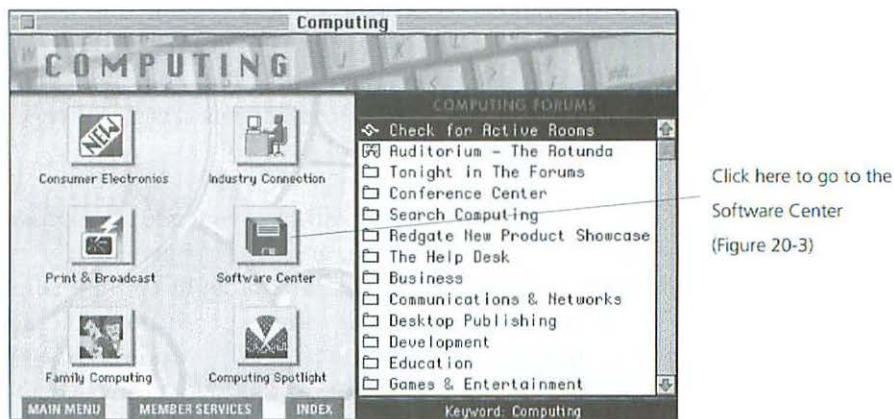 Computing
COMPUTING
NEW
Consumer Electronics
Industry Connection
Print & Broadcast
Software Center
Family Computing
Computing Spotlight
MAIN MENU
MEMBER SERVICES
INDEX
COMPUTING FORUMS
Check for Active Rooms
Auditorium - The Rotunda
Tonight in The Forums
Conference Center
Search Computing
Redgate New Product Showcase
The Help Desk
Business
Communications & Networks
Desktop Publishing
Development
Education
Games & Entertainment
Keyword: Computing
Click here to go to the
Software Center
(Figure 20-3)